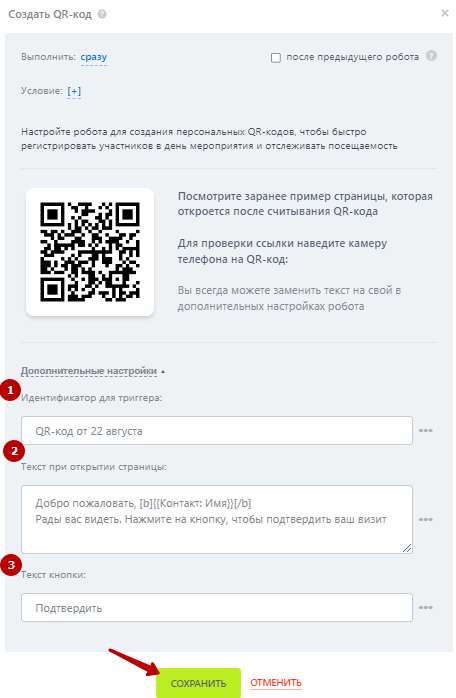 Создать QR-код
Выполнить: сразу
после предыдущего робота
Условие: [+]
Настройте робота для создания персональных QR-кодов, чтобы быстро
регистрировать участников в день мероприятия и отслеживать посещаемость
Посмотрите заранее пример страницы, которая
откроется после считывания QR-кода
Для проверки ссылки наведите камеру
телефона на QR-код:
Вы всегда можете заменить текст на свой в
дополнительных настройках робота
Дополнительные настройки
1
Идентификатор для триггера:
QR-код от 22 августа
2
Текст при открытии страницы:
Добро пожаловать, [b]{{Контакт: Имя}}[/b]
Рады вас видеть. Нажмите на кнопку, чтобы подтвердить ваш визит
3
Текст кнопки:
Подтвердить
СОХРАНИТЬ
ОТМЕНИТЬ